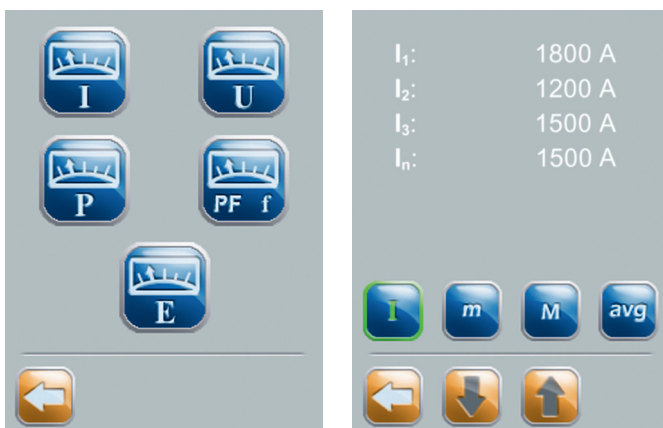 I U
P PF f
E
I₁: 1800 A
I₂: 1200 A
I₃: 1500 A
Iₙ: 1500 A
I m M avg